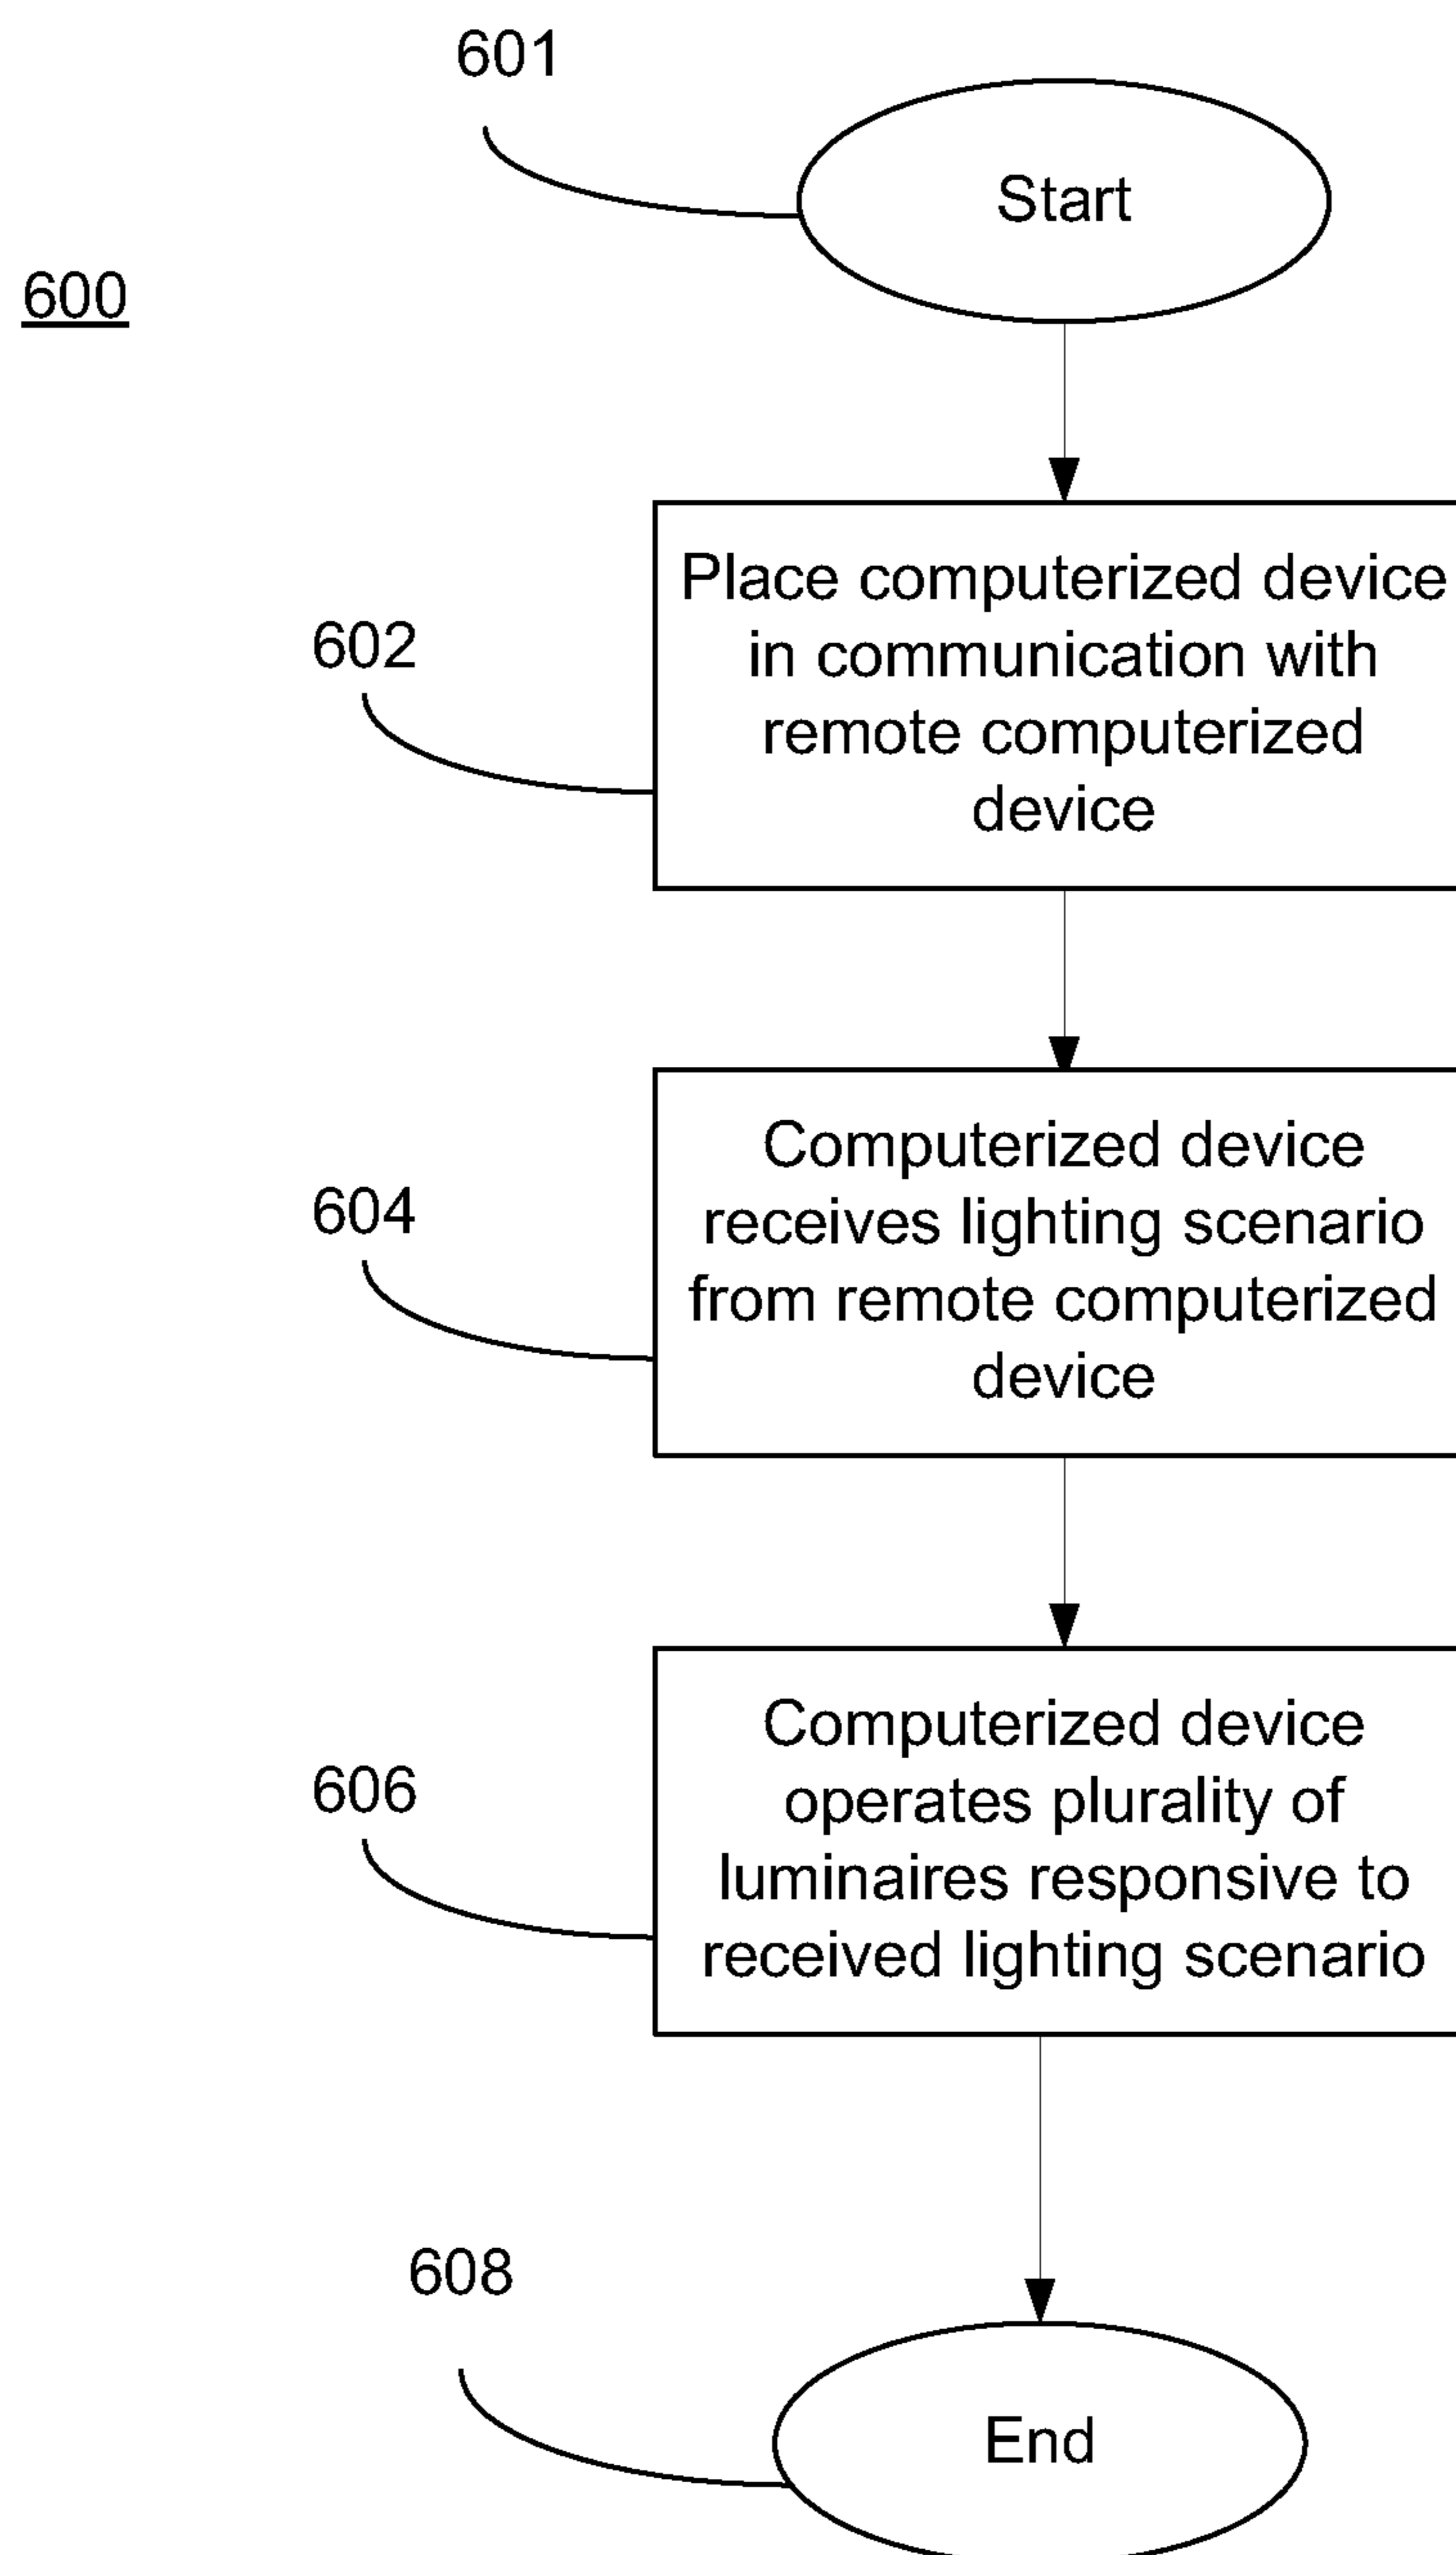 601
Start
600
Place computerized device
in communication with
remote computerized
device
602
Computerized device
receives lighting scenario
from remote computerized
device
604
Computerized device
operates plurality of
luminaires responsive to
received lighting scenario
606
608
End